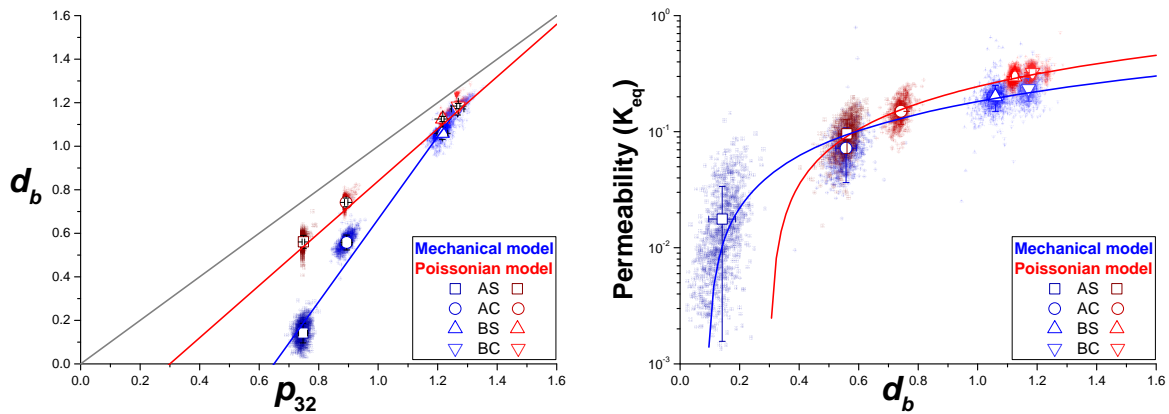 1.6
1.4
1.2
1.0
0.8
0.6
0.4
0.2
0.0
d_b
0.0 0.2 0.4 0.6 0.8 1.0 1.2 1.4 1.6
p_32
Mechanical model
Poissonian model
AS
AC
BS
BC
10^0
10^-1
10^-2
10^-3
Permeability (K_eq)
0.0 0.2 0.4 0.6 0.8 1.0 1.2 1.4 1.6
d_b
Mechanical model
Poissonian model
AS
AC
BS
BC